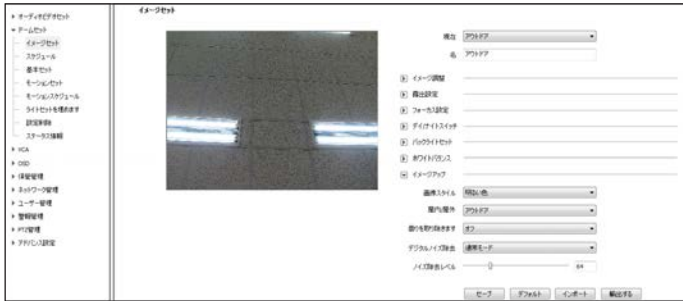 オーディオビデオセット
ドームセット
イメージセット
スケジュール
基本セット
モーションセット
モーションスケジュール
ライトセットを埋めます
設定削除
ステータス情報
VCA
OSD
保管管理
ネットワーク管理
ユーザー管理
警報管理
PTZ管理
アドバンス設定
イメージセット
現在 アウトドア
名 アウトドア
イメージ調整
露出設定
フォーカス設定
デイナイトスイッチ
バックライトセット
ホワイトバランス
イメージアップ
画像スタイル 明るい色
屋内と屋外 アウトドア
曇りを取り除きます オフ
デジタルノイズ除去 通常モード
ノイズ除去レベル 64
セーブ デフォルト インポート 輸出する